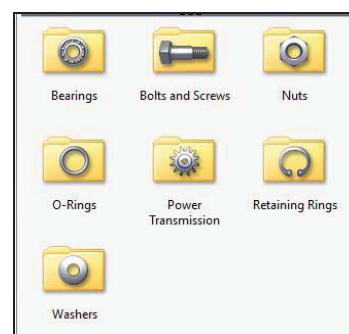 Bearings
Bolts and Screws
Nuts
O-Rings
Power
Transmission
Retaining Rings
Washers